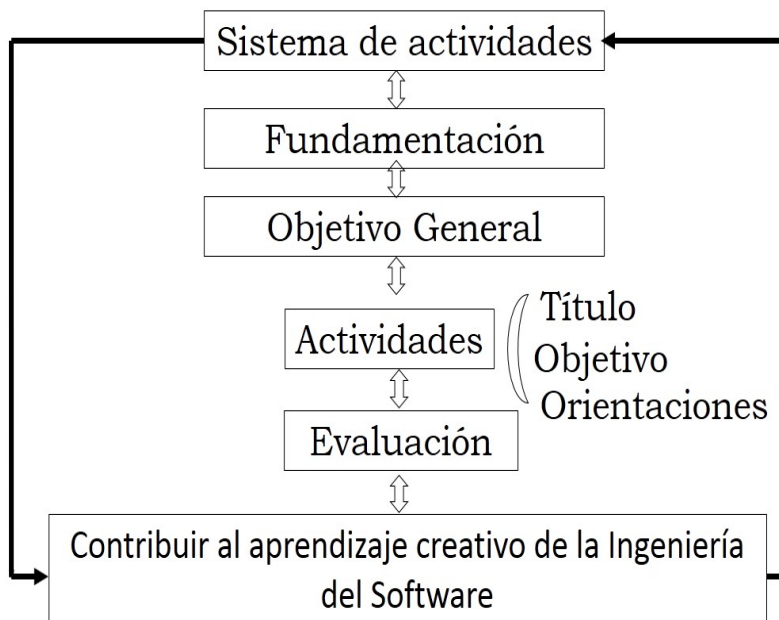 Sistema de actividades
Fundamentación
Objetivo General
Actividades
Título
Objetivo
Orientaciones
Evaluación
Contribuir al aprendizaje creativo de la Ingeniería
del Software